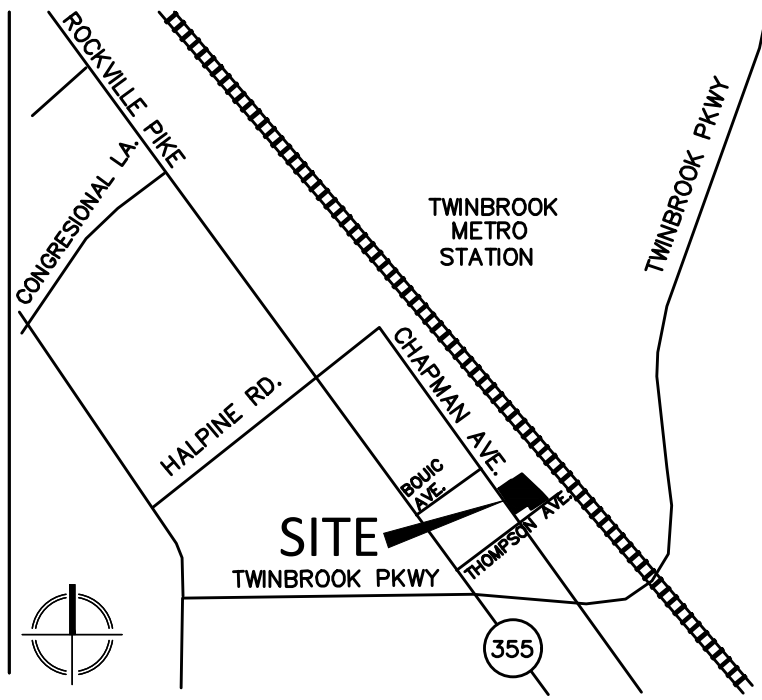 ROCKVILLE PIKE
CONGRESIONAL LA.
TWINBROOK
METRO
STATION
TWINBROOK PKWY
HALPINE RD.
CHAPMAN AVE.
BOUIC
AVE.
SITE
THOMPSON AVE.
TWINBROOK PKWY
355